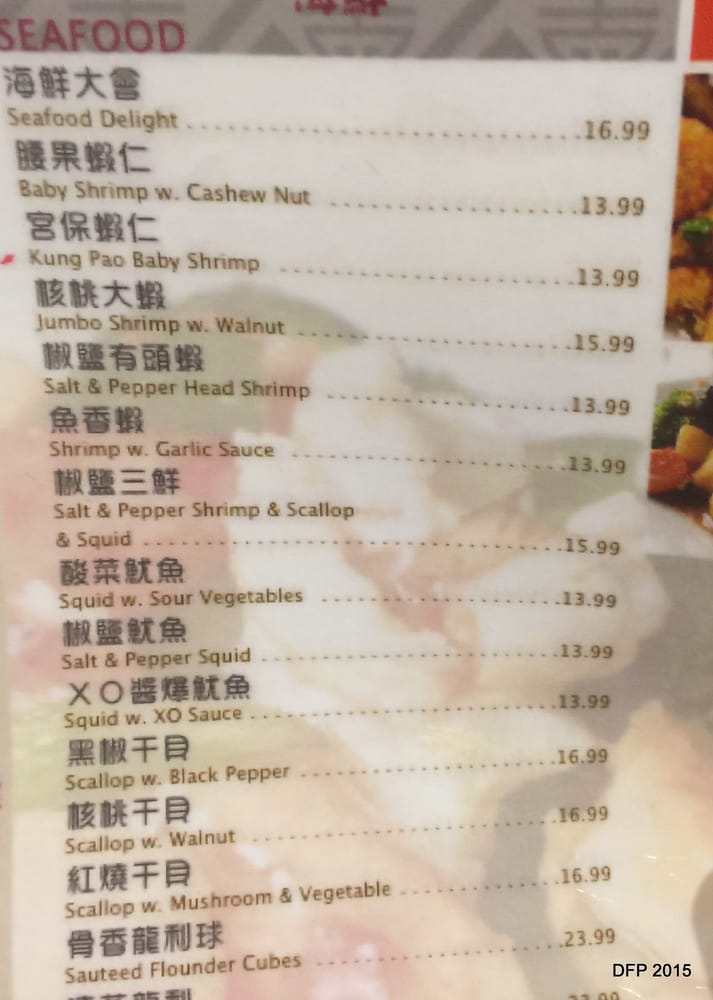 海鮮
SEAFOOD
海鮮大會
Seafood Delight 16.99
腰果蝦仁
Baby Shrimp w. Cashew Nut 13.99
宮保蝦仁
Kung Pao Baby Shrimp 13.99
核桃大蝦
Jumbo Shrimp w. Walnut 15.99
椒鹽有頭蝦
Salt & Pepper Head Shrimp 13.99
魚香蝦
Shrimp w. Garlic Sauce 13.99
椒鹽三鮮
Salt & Pepper Shrimp & Scallop
& Squid 15.99
酸菜魷魚
Squid w. Sour Vegetables 13.99
椒鹽魷魚
Salt & Pepper Squid 13.99
XO醬爆魷魚
Squid w. XO Sauce 13.99
黑椒干貝
Scallop w. Black Pepper 16.99
核桃干貝
Scallop w. Walnut 16.99
紅燒干貝
Scallop w. Mushroom & Vegetable 16.99
骨香龍利球
Sauteed Flounder Cubes 23.99
龍利
DFP 2015